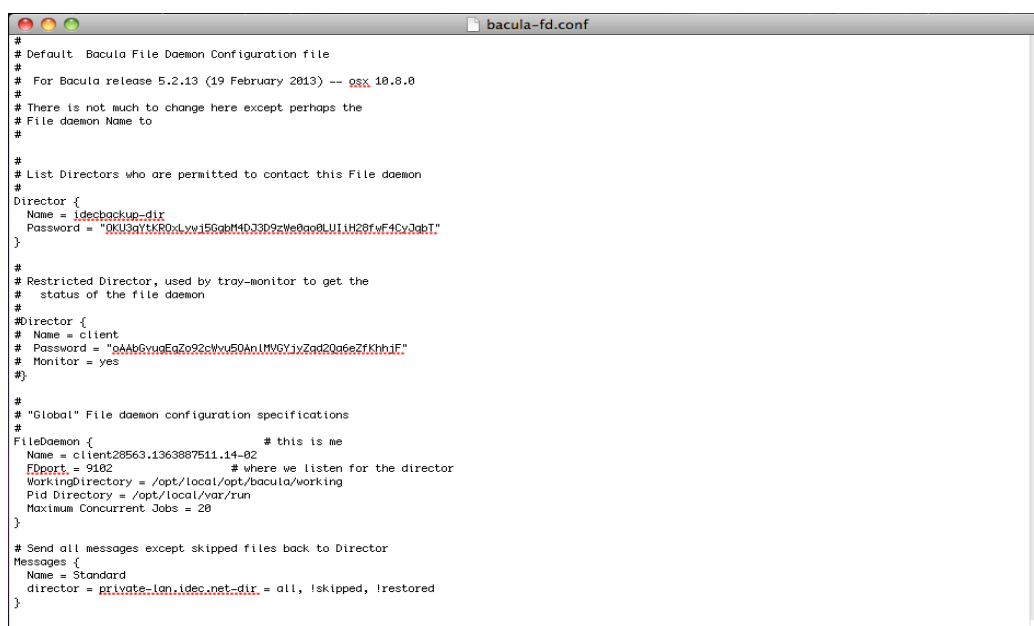 bacula-fd.conf
#
# Default  Bacula File Daemon Configuration file
#
#  For Bacula release 5.2.13 (19 February 2013) -- osx 10.8.0
#
# There is not much to change here except perhaps the
# File daemon Name to
#
#
# List Directors who are permitted to contact this File daemon
#
Director {
  Name = idecbackup-dir
  Password =
}
#
# Restricted Director, used by tray-monitor to get the
#   status of the file daemon
#
#Director {
#  Name = client
#  Password =
#  Monitor = yes
#}
#
# "Global" File daemon configuration specifications
#
FileDaemon {                          # this is me
  Name = client28563.1363887511.14-02
  FDport = 9102                  # where we listen for the director
  WorkingDirectory = /opt/local/opt/bacula/working
  Pid Directory = /opt/local/var/run
  Maximum Concurrent Jobs = 20
}
# Send all messages except skipped files back to Director
Messages {
  Name = Standard
  director = private-lan.idec.net-dir = all, !skipped, !restored
}